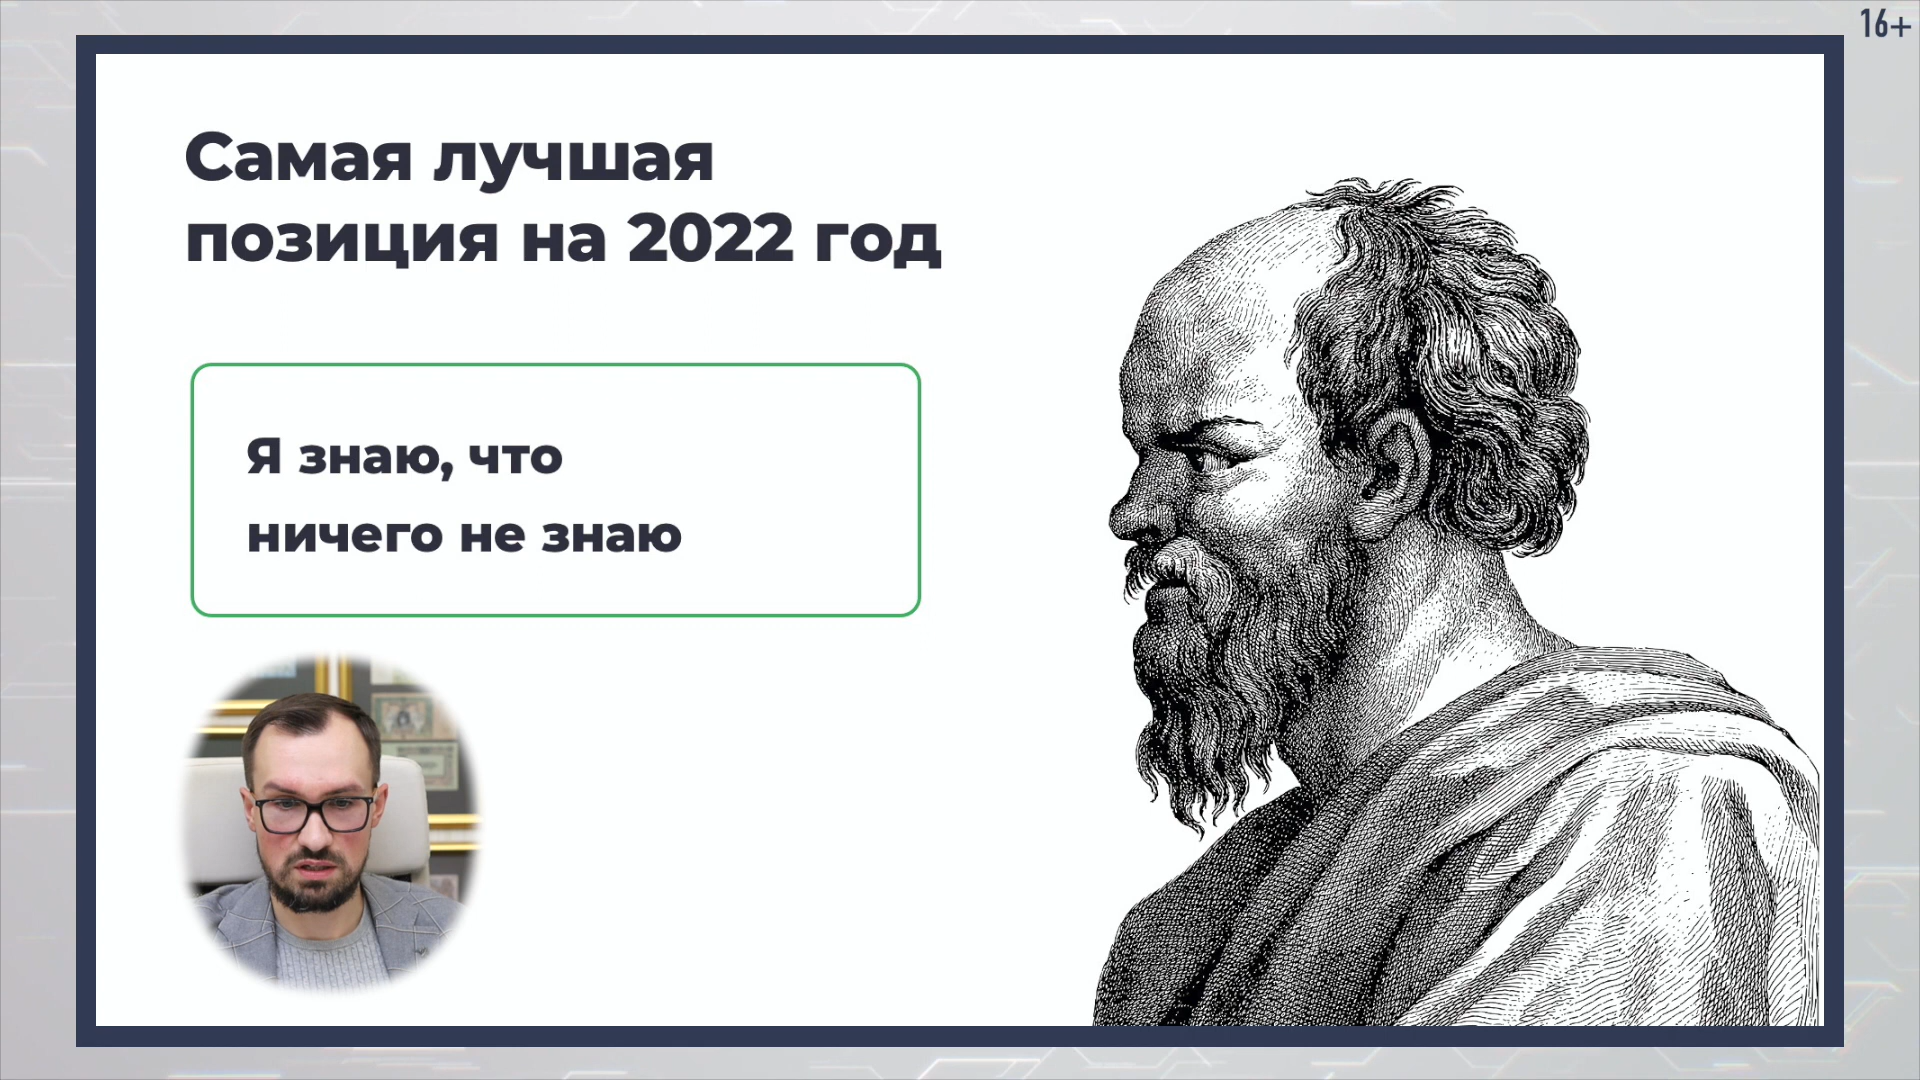 16+
Самая лучшая
позиция на 2022 год
Я знаю, что
ничего не знаю